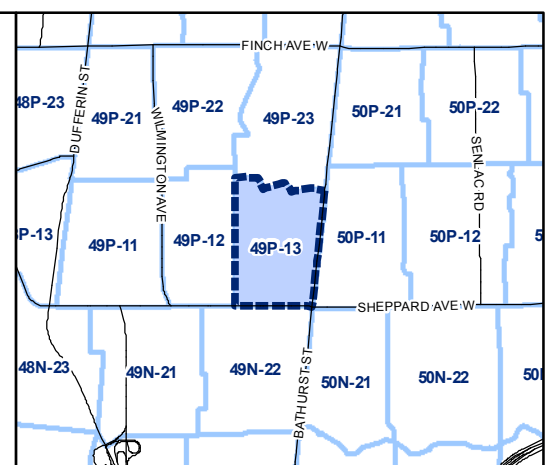 FINCH AVE W
48P-23
DUFFERIN ST
49P-21
WILMINGTON AVE
49P-22
49P-23
50P-21
50P-22
SENLAC RD
P-13
49P-11
49P-12
49P-13
50P-11
50P-12
5
SHEPPARD AVE W
48N-23
49N-21
49N-22
BATHURST ST
50N-21
50N-22
50N